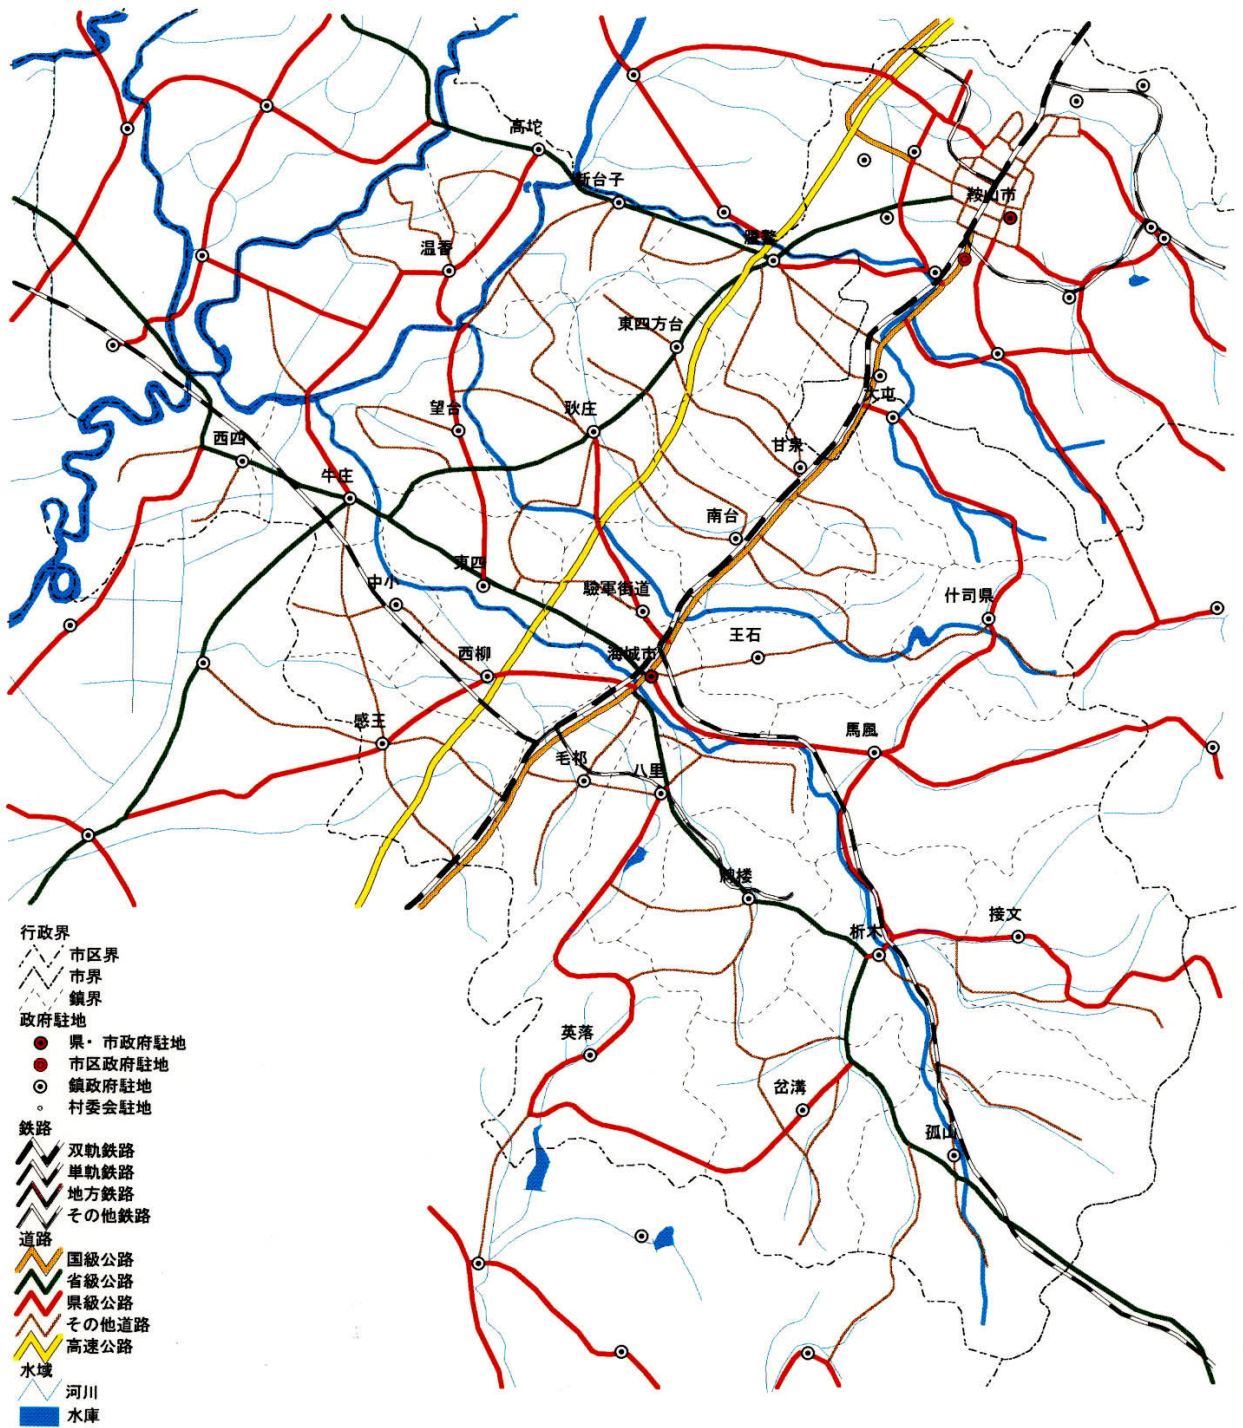 高坨
新台子
鞍山市
騰鰲
温香
東四方台
大屯
望台
耿庄
甘泉
西四
牛庄
南台
中小
東四
験軍街道
什司県
王石
西柳
海城市
感王
馬風
毛祁
八里
牌楼
析木
接文
英落
岔溝
孤山
行政界
市区界
市界
鎮界
政府駐地
県・市政府駐地
市区政府駐地
鎮政府駐地
村委会駐地
鉄路
双軌鉄路
単軌鉄路
地方鉄路
その他鉄路
道路
国級公路
省級公路
県級公路
その他道路
高速公路
水域
河川
水庫